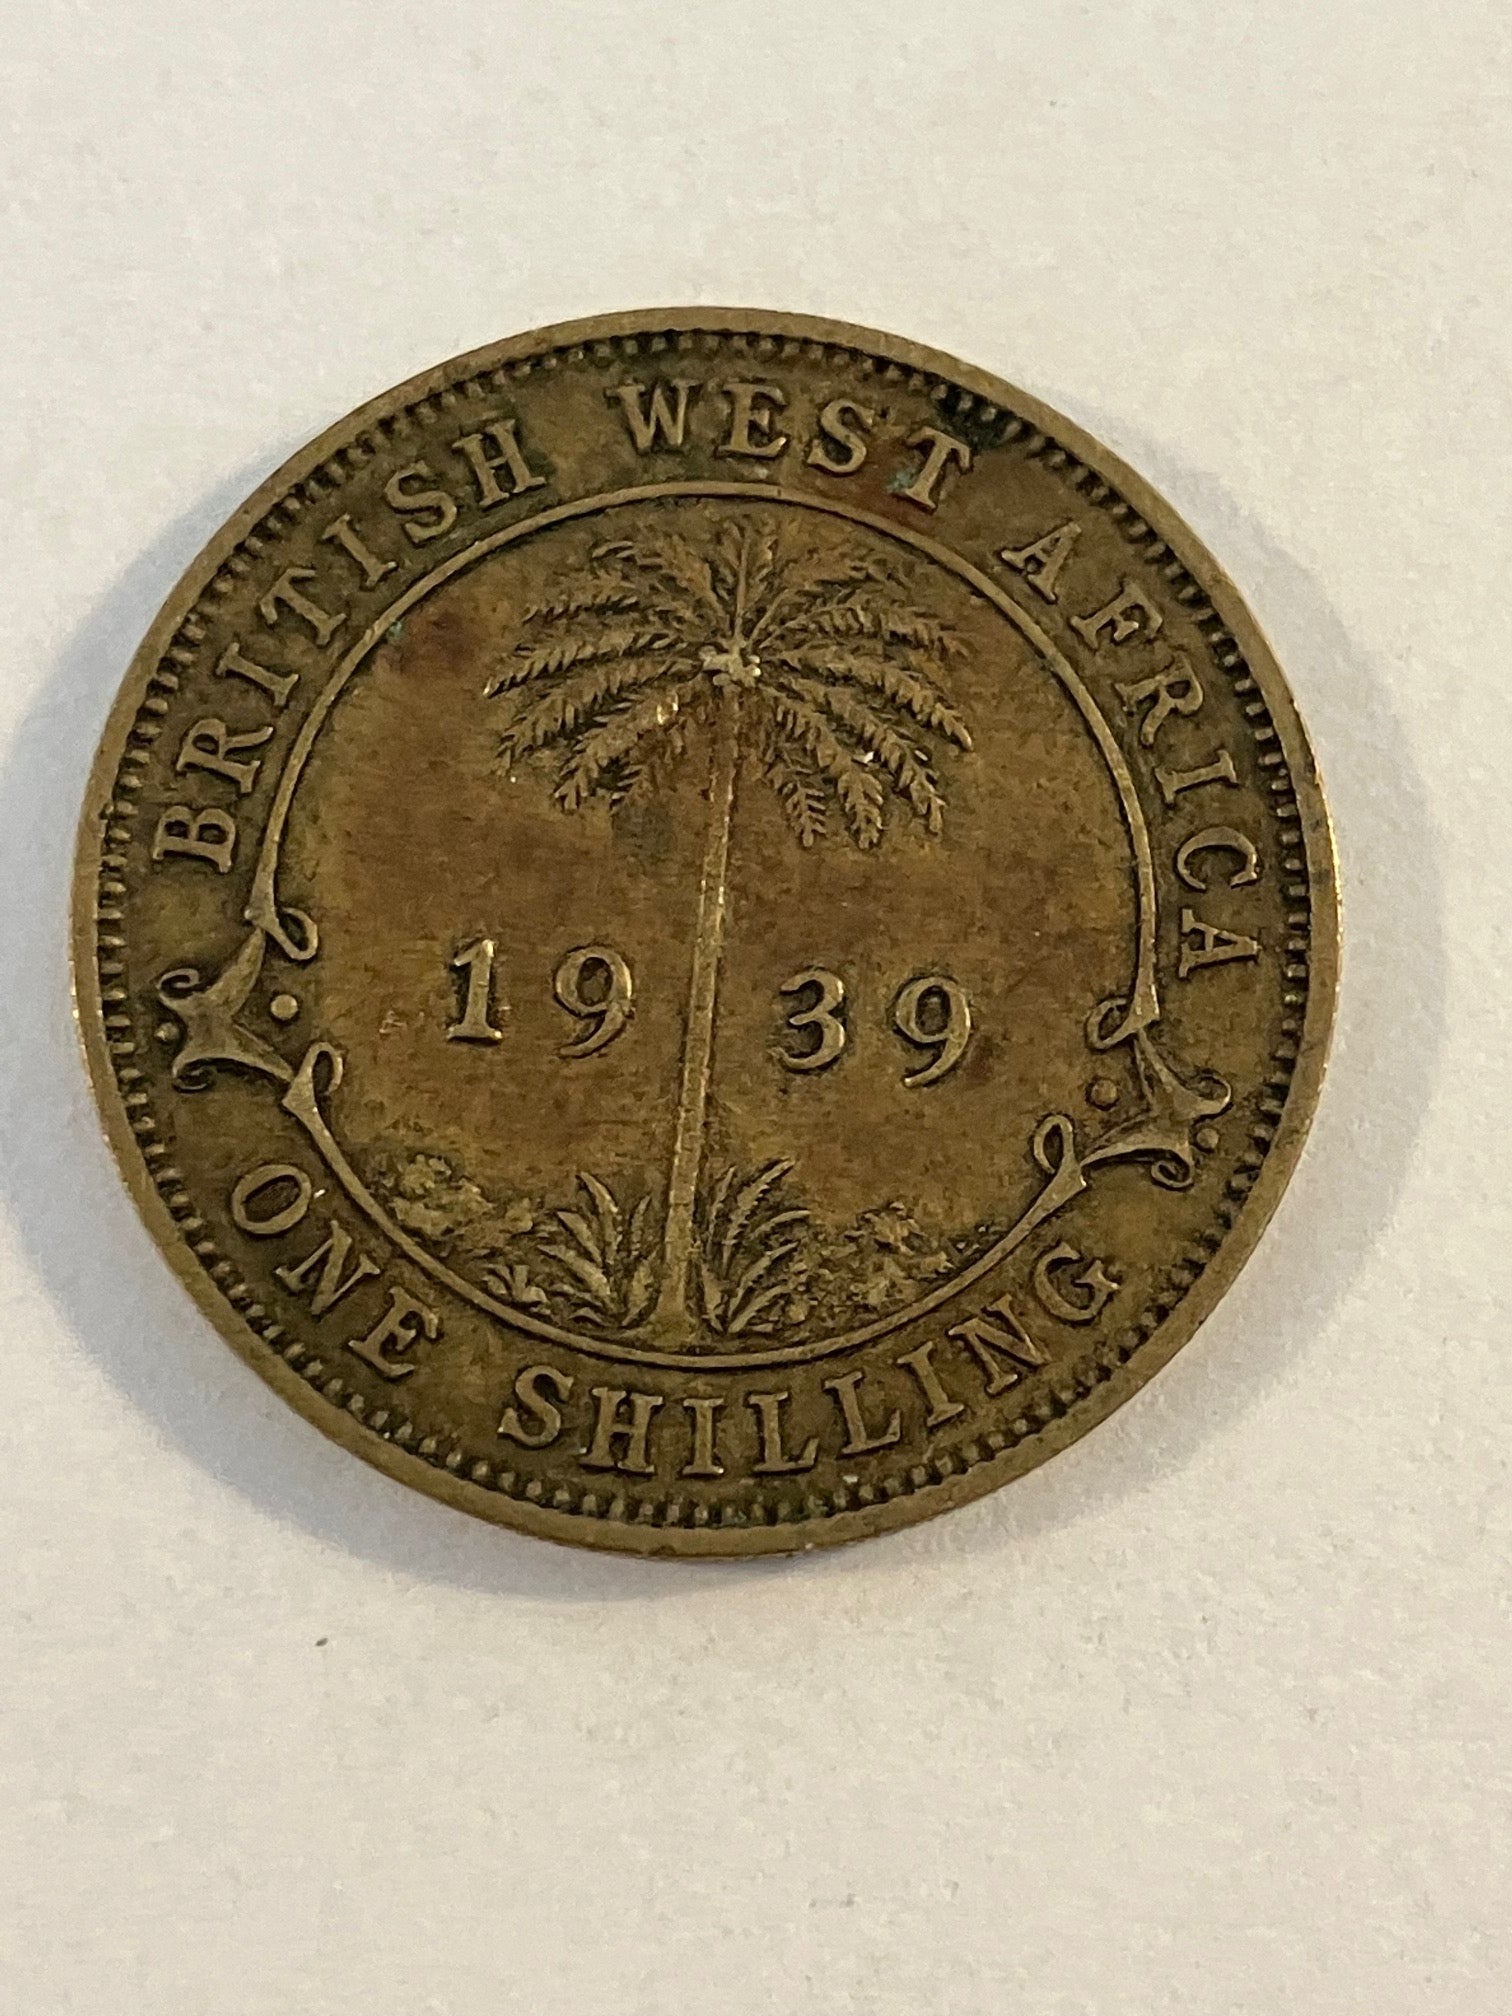 BRITISH WEST AFRICA
1939
ONE SHILLING